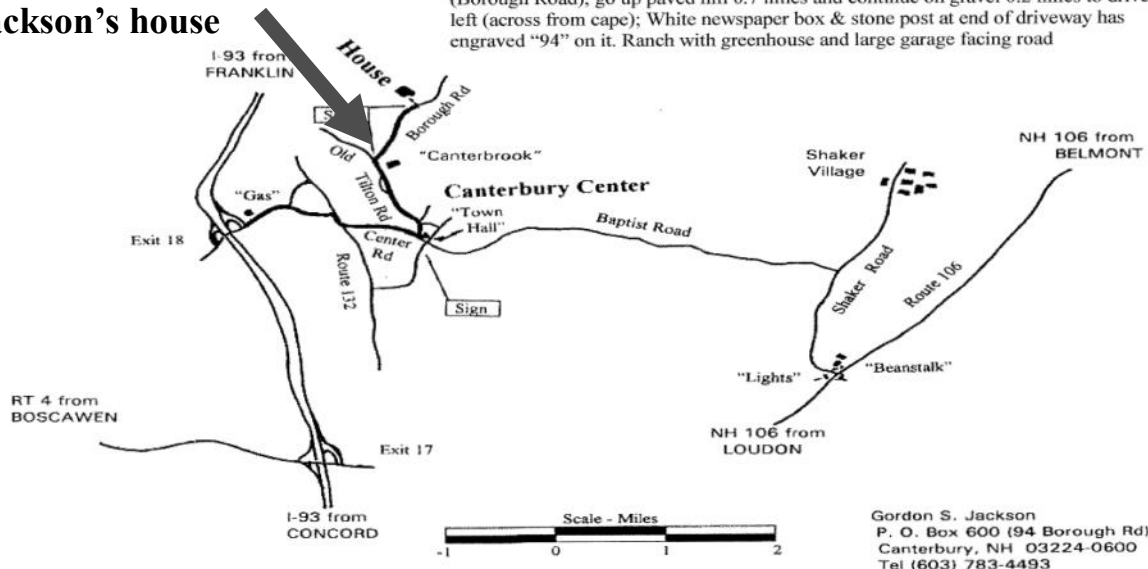 (Borough Road), go up paved hill 0.7 miles and continue on gravel 0.2 miles to
left (across from cape); White newspaper box & stone post at end of driveway has
engraved “94” on it. Ranch with greenhouse and large garage facing road
house
I-93 from
FRANKLIN
House
Borough Rd
Old
Tilton Rd
"Canterbrook"
Canterbury Center
"Gas"
"Town
Hall"
Center
Rd
Exit 18
Route 132
Sign
Baptist Road
Shaker
Village
NH 106 from
BELMONT
Shaker Road
Route 106
"Lights"
"Beanstalk"
NH 106 from
LOUDON
RT 4 from
BOSCAWEN
Exit 17
I-93 from
CONCORD
Scale - Miles
-1 0 1 2
Gordon S. Jackson
P. O. Box 600 (94 Borough Rd)
Canterbury, NH 03224-0600
Tel (603) 783-4493